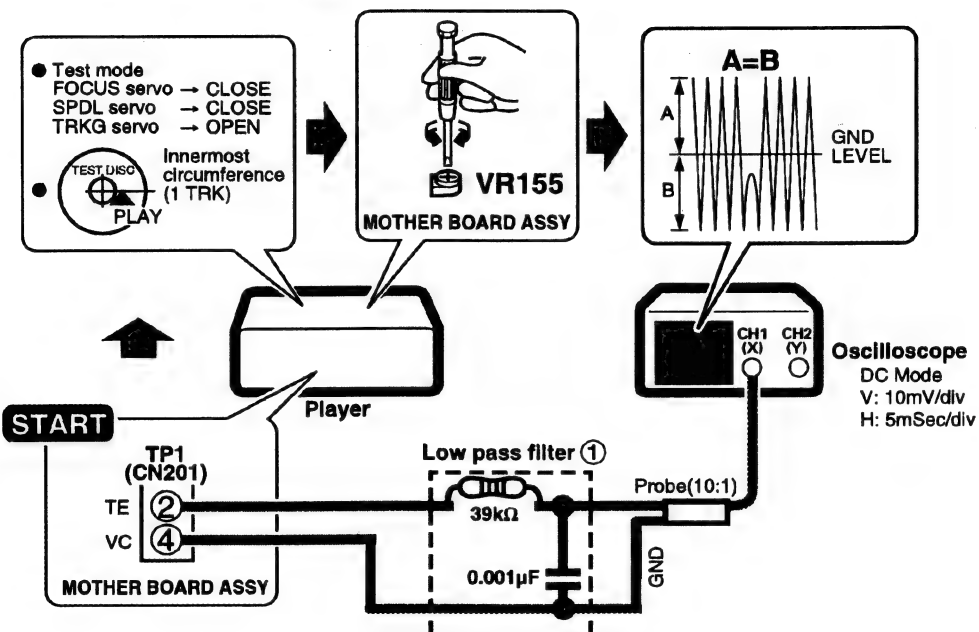 ● Test mode
FOCUS servo → CLOSE
SPDL servo → CLOSE
TRKG servo → OPEN
● TEST DISC
PLAY
Innermost
circumference
(1 TRK)
VR155
MOTHER BOARD ASSY
A=B
A
B
GND
LEVEL
CH1
(X)
CH2
(Y)
Oscilloscope
DC Mode
V: 10mV/div
H: 5mSec/div
Player
START
TP1
(CN201)
TE ②
VC ④
MOTHER BOARD ASSY
Low pass filter ①
39kΩ
0.001μF
Probe(10:1)
GND